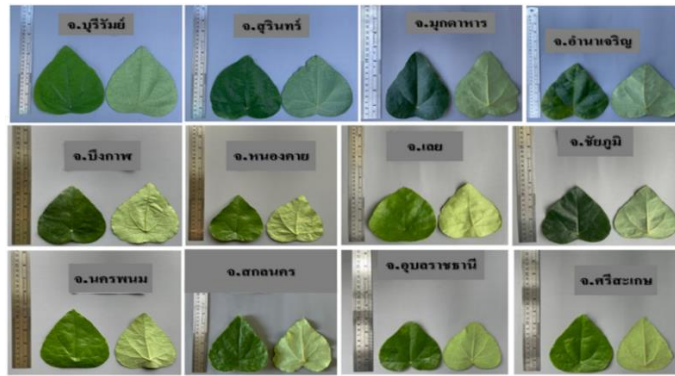 จ.บุรีรัมย์
จ.สุรินทร์
จ.มุกดาหาร
จ.อำนาเจริญ
จ.บึงกาฬ
จ.หนองคาย
จ.เลย
จ.ชัยภูมิ
จ.นครพนม
จ.สกลนคร
จ.อุบลราชธานี
จ.ศรีสะเกษ